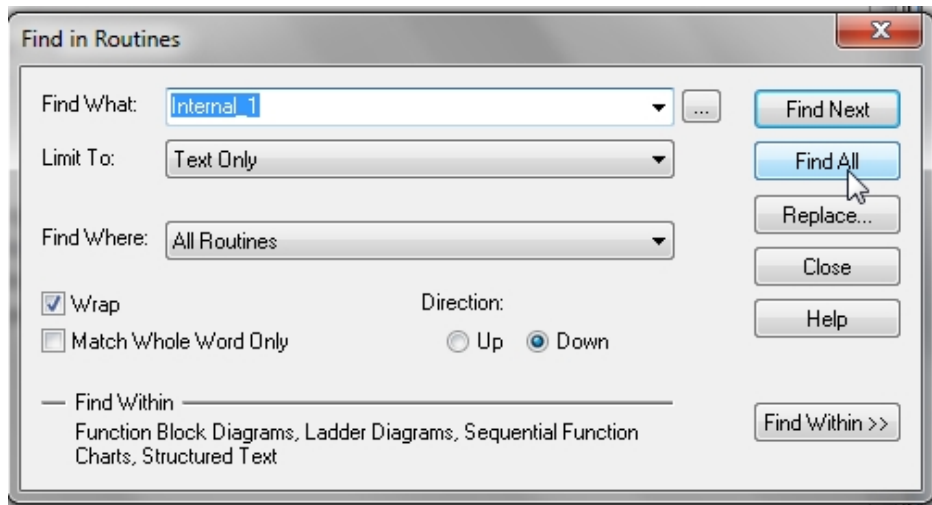 Find in Routines
Find What: Internal_1 ... Find Next
Limit To: Text Only Find All
Replace...
Find Where: All Routines
Close
Wrap Direction: Help
Match Whole Word Only Up Down
Find Within
Function Block Diagrams, Ladder Diagrams, Sequential Function
Charts, Structured Text
Find Within >>